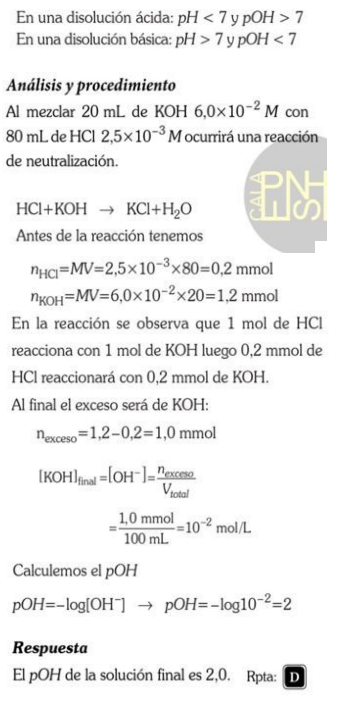 En una disolución ácida: pH < 7 y pOH > 7
En una disolución básica: pH > 7 y pOH < 7
Análisis y procedimiento
Al mezclar 20 mL de KOH 6,0×10⁻² M con
80 mL de HCl 2,5×10⁻³ M ocurrirá una reacción
de neutralización.
HCl+KOH → KCl+H₂O
Antes de la reacción tenemos
n_HCl=MV=2,5×10⁻³×80=0,2 mmol
n_KOH=MV=6,0×10⁻²×20=1,2 mmol
En la reacción se observa que 1 mol de HCl
reacciona con 1 mol de KOH luego 0,2 mmol de
HCl reaccionará con 0,2 mmol de KOH.
Al final el exceso será de KOH:
n_exceso=1,2−0,2=1,0 mmol
[KOH]_final=[OH⁻]=n_exceso/V_total
=1,0 mmol/100 mL=10⁻² mol/L
Calculemos el pOH
pOH=−log[OH⁻] → pOH=−log10⁻²=2
Respuesta
El pOH de la solución final es 2,0. Rpta: D